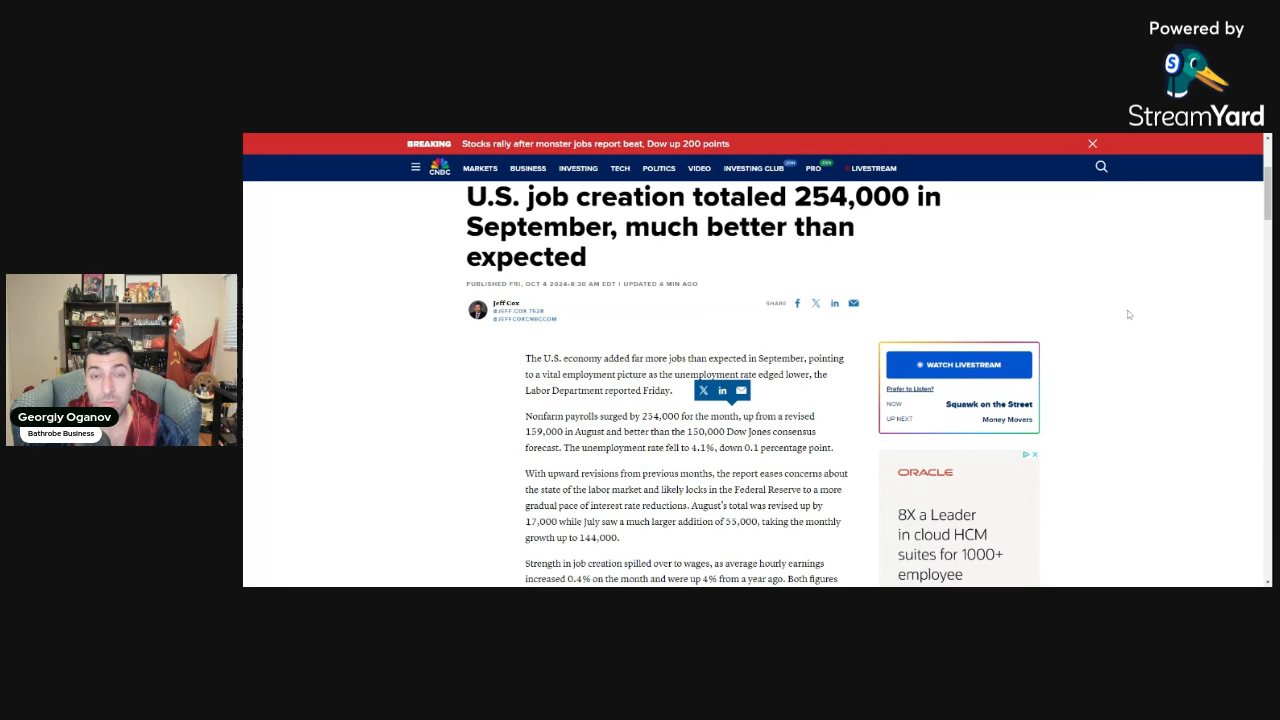 Powered by
StreamYard
BREAKING Stocks rally after monster jobs report beat, Dow up 200 points
CNBC MARKETS BUSINESS INVESTING TECH POLITICS VIDEO INVESTING CLUB JOIN PRO JOIN LIVESTREAM
U.S. job creation totaled 254,000 in
September, much better than
expected
PUBLISHED FRI, OCT 4 2024•8:30 AM EDT | UPDATED 4 MIN AGO
Jeff Cox
@JEFF.COX.7528
@JEFFCOXCNBCCOM
SHARE
The U.S. economy added far more jobs than expected in September, pointing
to a vital employment picture as the unemployment rate edged lower, the
Labor Department reported Friday.
Nonfarm payrolls surged by 254,000 for the month, up from a revised
159,000 in August and better than the 150,000 Dow Jones consensus
forecast. The unemployment rate fell to 4.1%, down 0.1 percentage point.
With upward revisions from previous months, the report eases concerns about
the state of the labor market and likely locks in the Federal Reserve to a more
gradual pace of interest rate reductions. August's total was revised up by
17,000 while July saw a much larger addition of 55,000, taking the monthly
growth up to 144,000.
Strength in job creation spilled over to wages, as average hourly earnings
increased 0.4% on the month and were up 4% from a year ago. Both figures
WATCH LIVESTREAM
Prefer to Listen?
NOW Squawk on the Street
UP NEXT Money Movers
ORACLE
8X a Leader
in cloud HCM
suites for 1000+
employee
Georgiy Oganov
Bathrobe Business